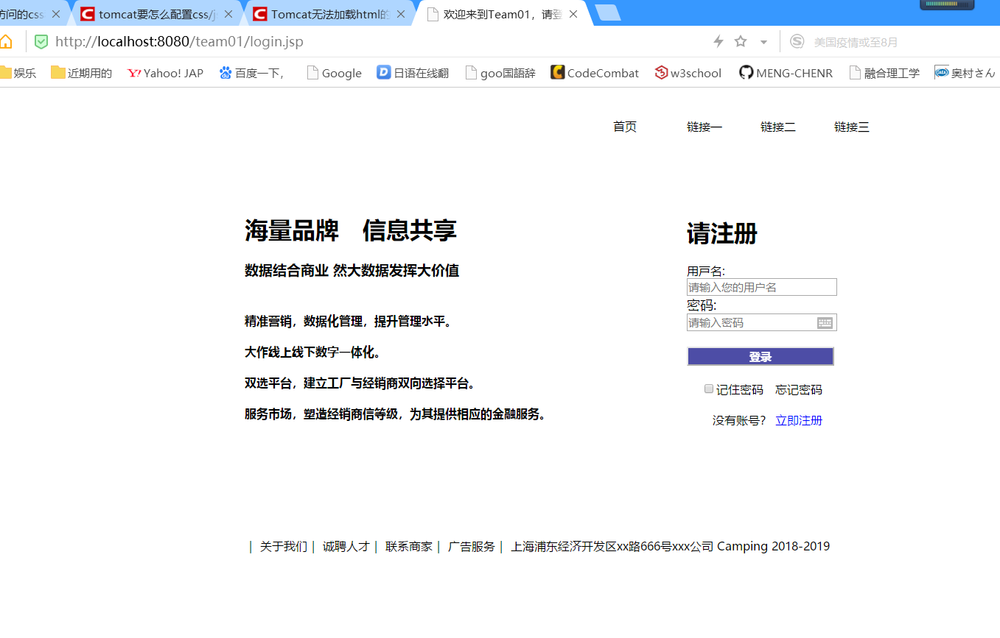 访问的css
tomcat要怎么配置css/j
Tomcat无法加载html的
欢迎来到Team01，请登
http://localhost:8080/team01/login.jsp
美国疫情或至8月
娱乐 近期用的 Yahoo! JAP 百度一下， Google 日语在线翻 goo国語辞 CodeCombat w3school MENG-CHENR 融合理工学 奥村さん
首页 链接一 链接二 链接三
海量品牌 信息共享
数据结合商业 然大数据发挥大价值
精准营销，数据化管理，提升管理水平。
大作线上线下数字一体化。
双选平台，建立工厂与经销商双向选择平台。
服务市场，塑造经销商信等级，为其提供相应的金融服务。
请注册
用戸名:
请输入您的用户名
密码:
请输入密码
登录
记住密码 忘记密码
没有账号？ 立即注册
| 关于我们 | 诚聘人才 | 联系商家 | 广告服务 | 上海浦东经济开发区xx路666号xxx公司 Camping 2018-2019